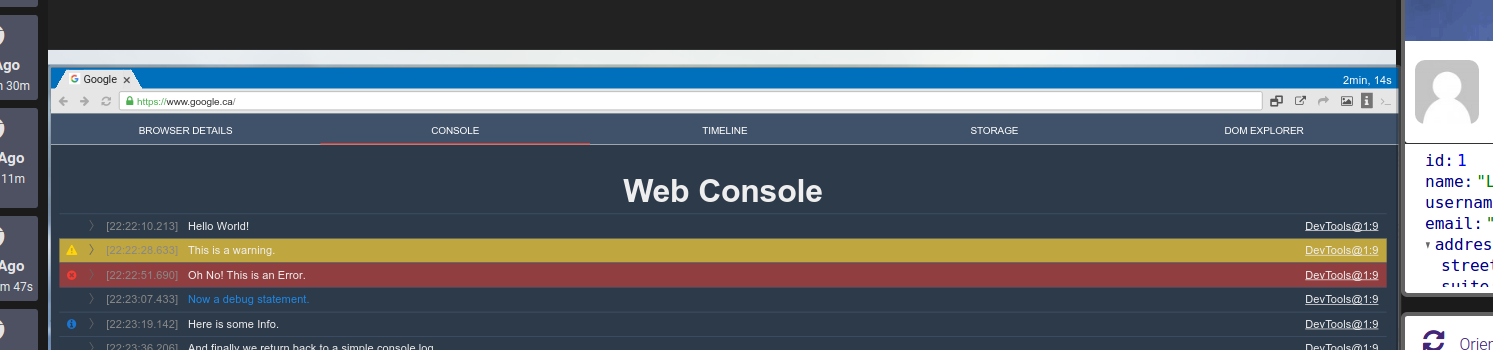 Ago
30m
Ago
11m
Ago
47s
Google
2min, 14s
https://www.google.ca/
BROWSER DETAILS CONSOLE TIMELINE STORAGE DOM EXPLORER
Web Console
[22:22:10.213] Hello World! DevTools@1:9
[22:22:28.633] This is a warning. DevTools@1:9
[22:22:51.690] Oh No! This is an Error. DevTools@1:9
[22:23:07.433] Now a debug statement. DevTools@1:9
[22:23:19.142] Here is some Info. DevTools@1:9
[22:23:36.206] And finally we return back to a simple console log
id: 1
name: "L
usernam
email: "
addres
street
suite
Orien